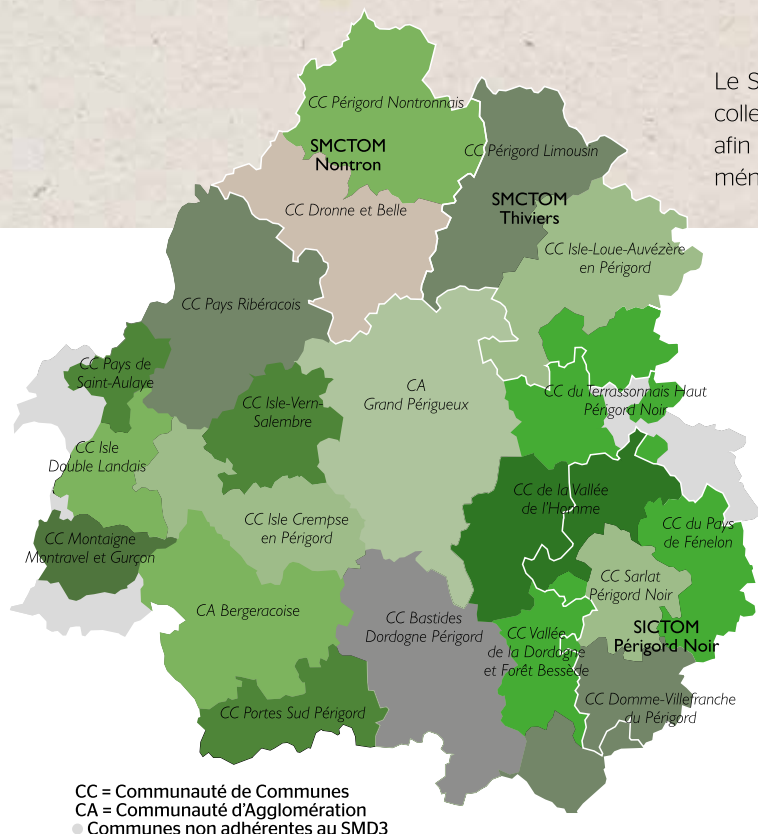 Le S
colle
afin
mén
CC Périgord Nontronnais
SMCTOM
Nontron
CC Périgord Limousin
SMCTOM
Thiviers
CC Dronne et Belle
CC Isle-Loue-Auvézère
en Périgord
CC Pays Ribéracois
CC Pays de
Saint-Aulaye
CA
Grand Périgueux
CC du Terrassonnais Haut
Périgord Noir
CC Isle-Vern-
Salembre
CC Isle
Double Landais
CC de la Vallée
de l'Homme
CC Isle Crempse
en Périgord
CC du Pays
de Fénelon
CC Montaigne
Montravel et Gurçon
CC Sarlat
Périgord Noir
CA Bergeracoise
CC Bastides
Dordogne Périgord
CC Vallée
de la Dordogne
et Forêt Bessède
SICTOM
Périgord Noir
CC Domme-Villefranche
du Périgord
CC Portes Sud Périgord
CC = Communauté de Communes
CA = Communauté d'Agglomération
Communes non adhérentes au SMD3